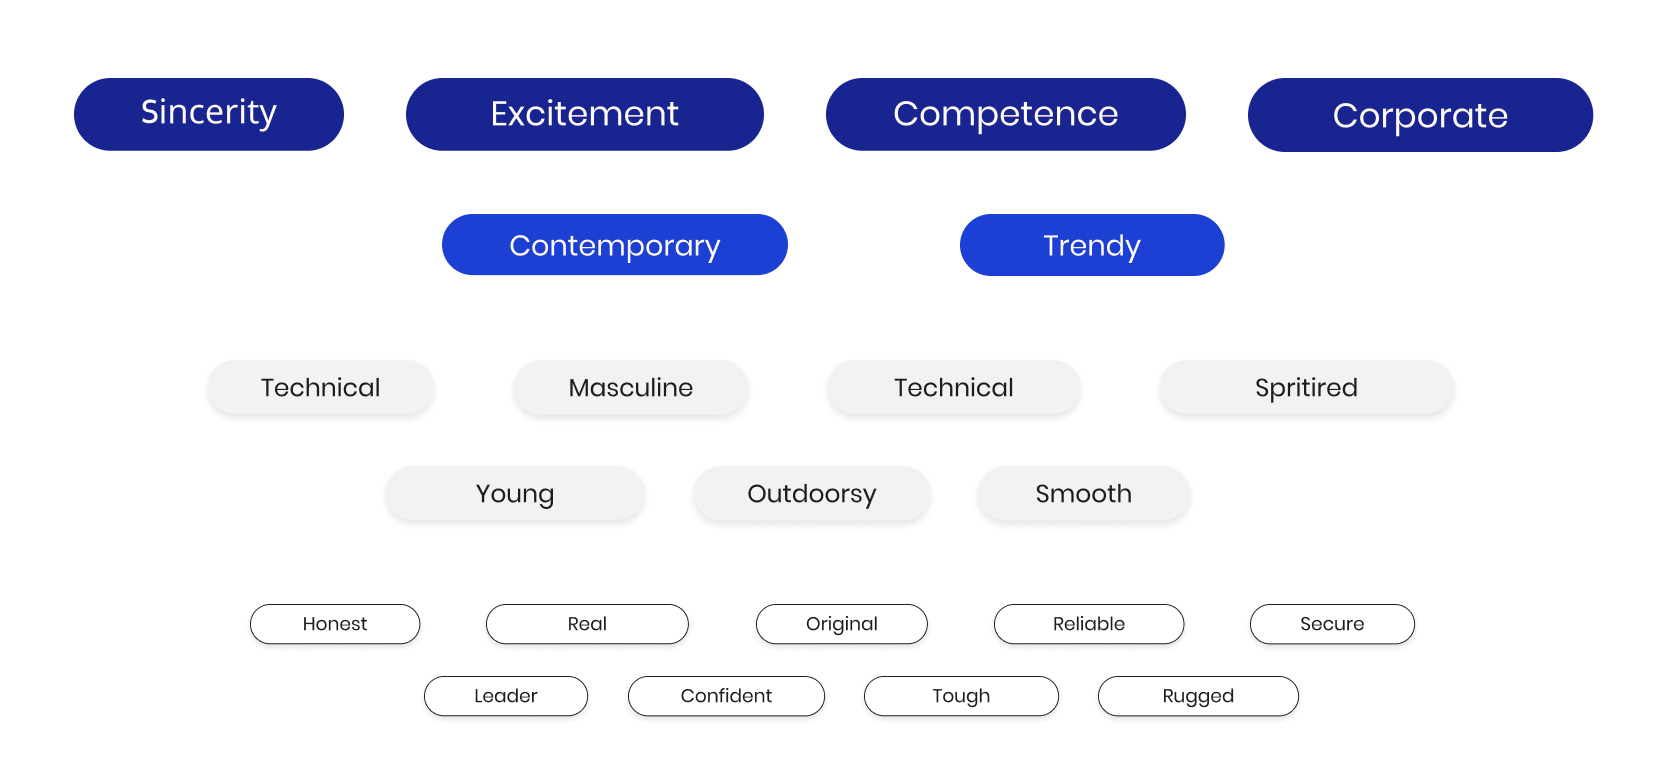 Sincerity Excitement Competence Corporate
Contemporary Trendy
Technical Masculine Technical Spritired
Young Outdoorsy Smooth
Honest Real Original Reliable Secure
Leader Confident Tough Rugged